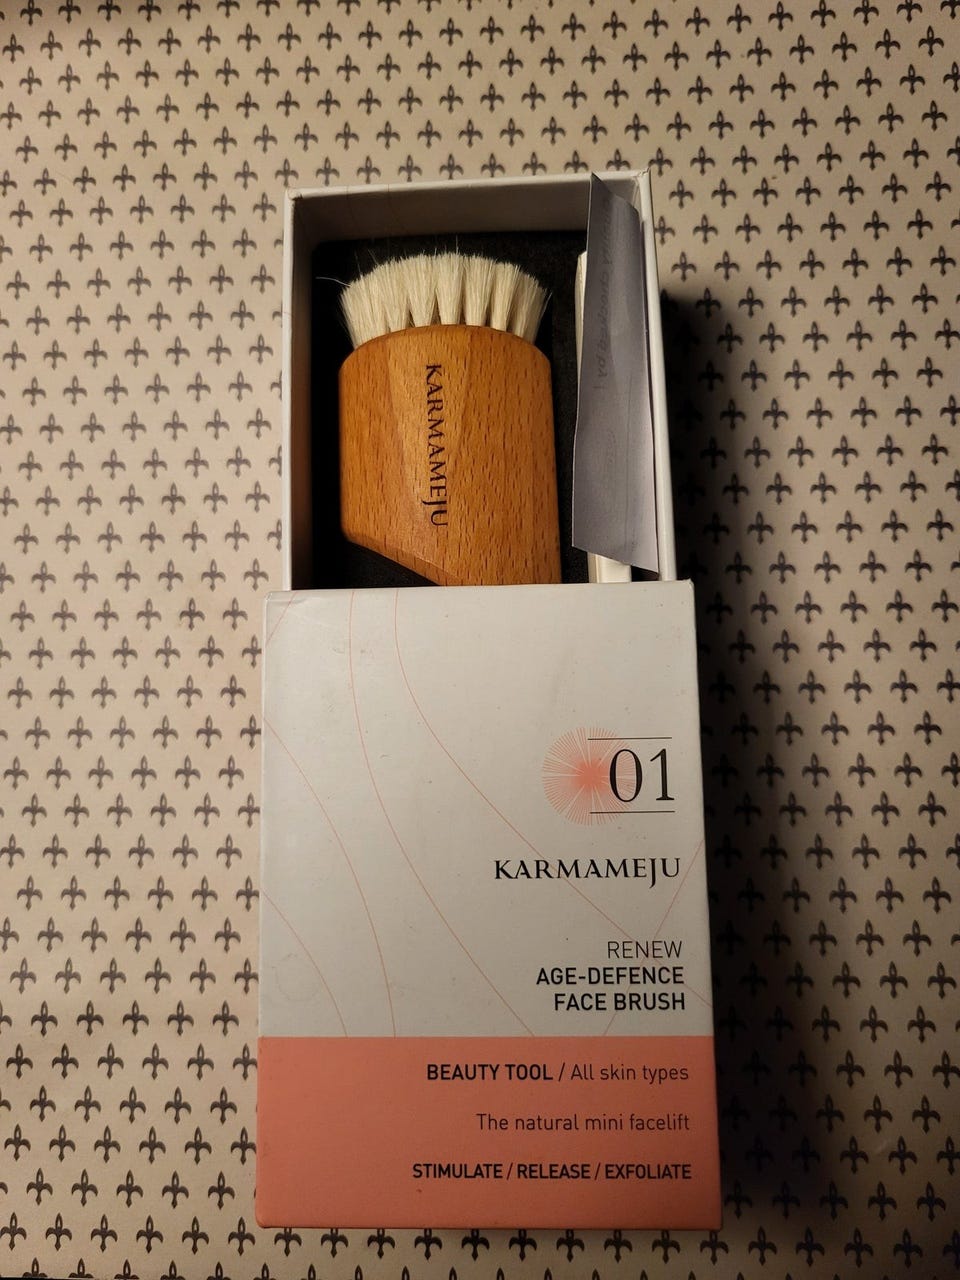 KARMAMEJU
01
KARMAMEJU
RENEW
AGE-DEFENCE
FACE BRUSH
BEAUTY TOOL / All skin types
The natural mini facelift
STIMULATE / RELEASE / EXFOLIATE